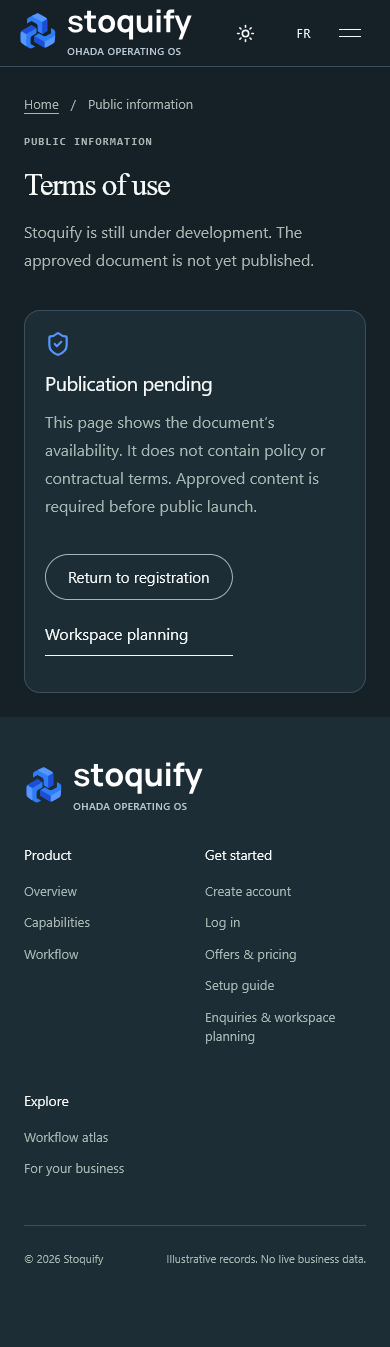 stoquify
OHADA OPERATING OS
FR
Home / Public information
PUBLIC INFORMATION
Terms of use
Stoquify is still under development. The
approved document is not yet published.
Publication pending
This page shows the document’s
availability. It does not contain policy or
contractual terms. Approved content is
required before public launch.
Return to registration
Workspace planning
stoquify
OHADA OPERATING OS
Product
Overview
Capabilities
Workflow
Get started
Create account
Log in
Offers & pricing
Setup guide
Enquiries & workspace
planning
Explore
Workflow atlas
For your business
© 2026 Stoquify
Illustrative records. No live business data.